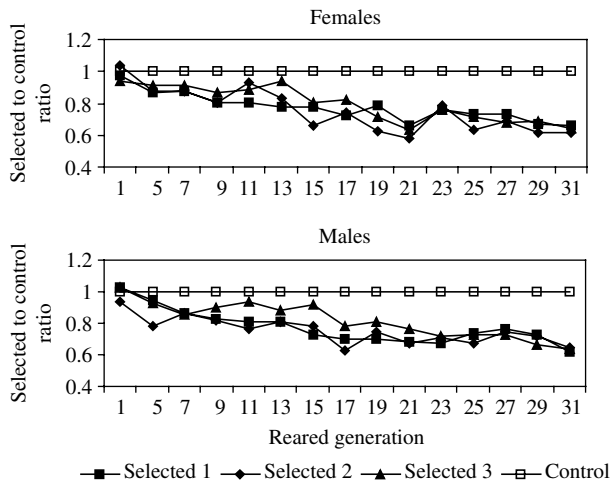 Females
Selected to control
ratio
1.2
1
0.8
0.6
0.4
1 5 7 9 11 13 15 17 19 21 23 25 27 29 31
Males
Selected to control
ratio
1.2
1
0.8
0.6
0.4
1 5 7 9 11 13 15 17 19 21 23 25 27 29 31
Reared generation
Selected 1 Selected 2 Selected 3 Control